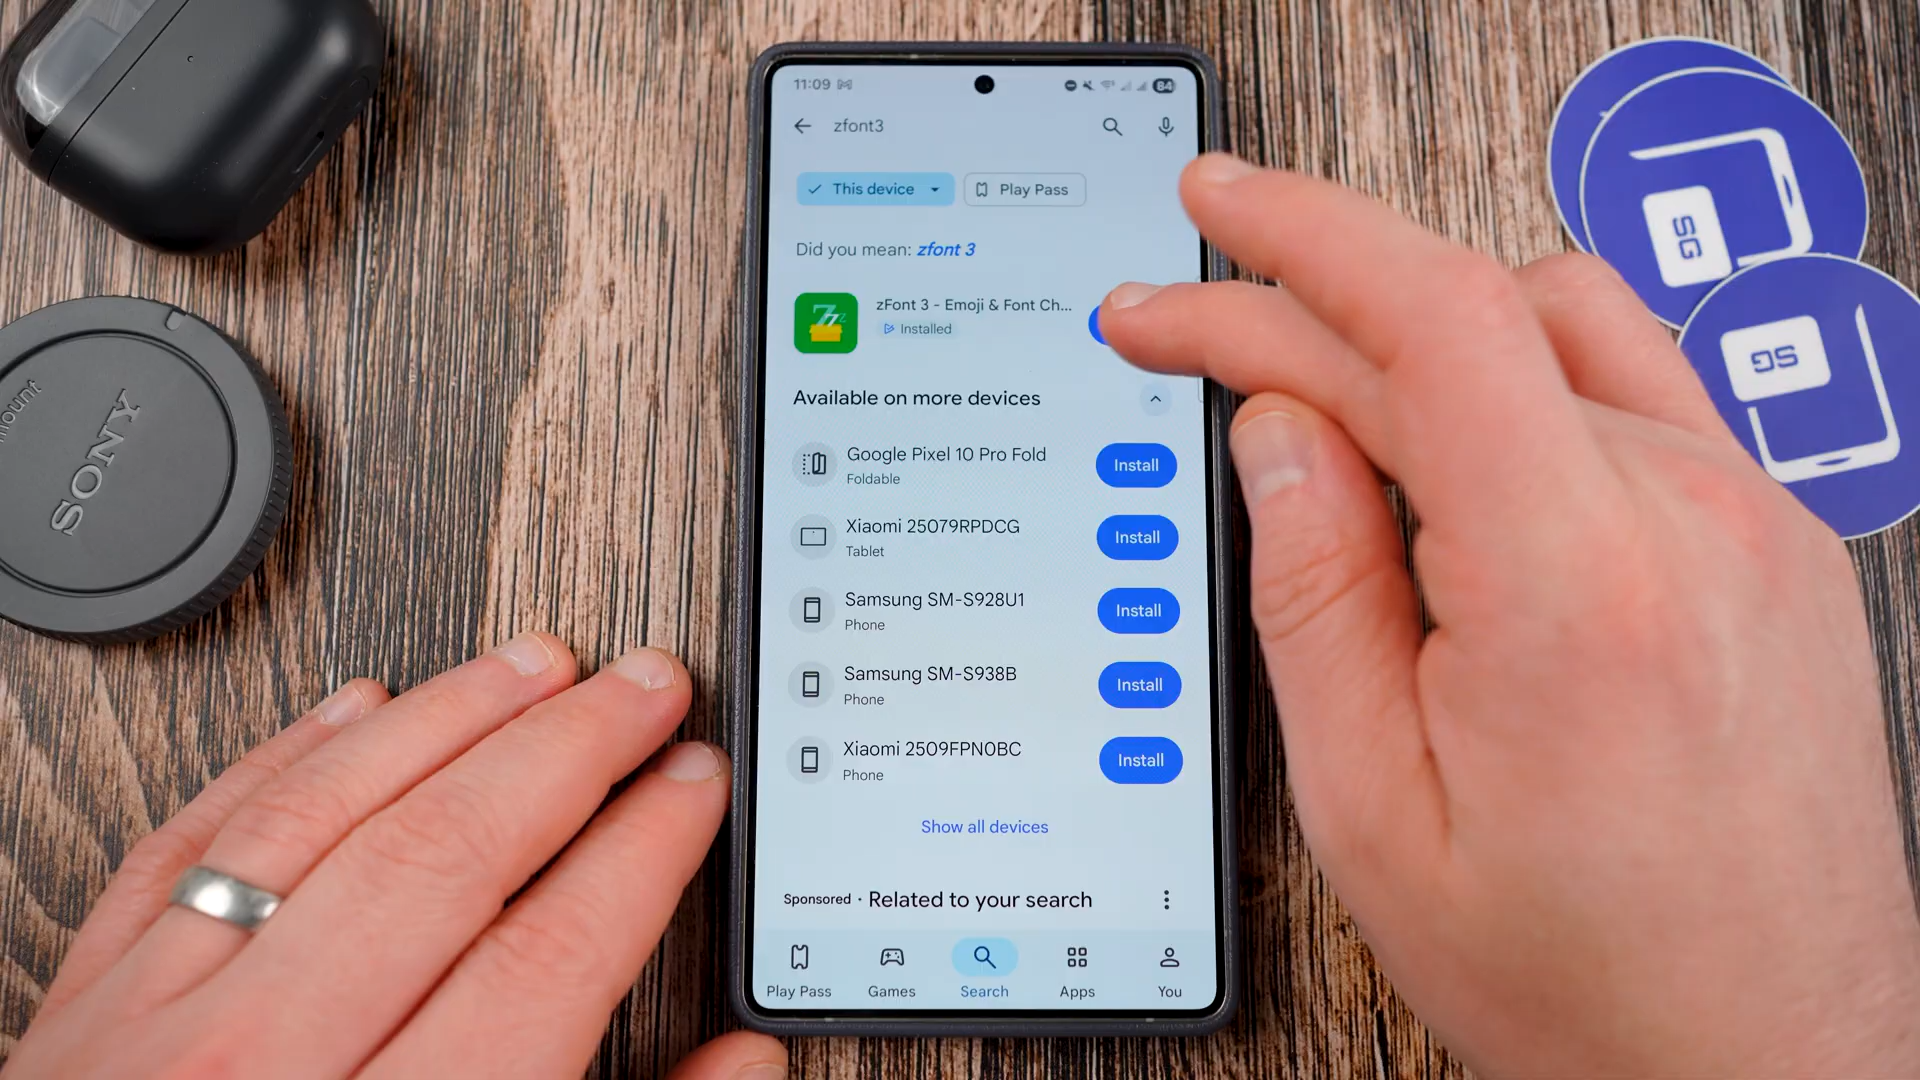 11:09
84
zfont3
This device
Play Pass
Did you mean: zfont 3
zFont 3 - Emoji & Font Ch...
Installed
Available on more devices
Google Pixel 10 Pro Fold
Foldable
Install
Xiaomi 25079RPDCG
Tablet
Install
Samsung SM-S928U1
Phone
Install
Samsung SM-S938B
Phone
Install
Xiaomi 2509FPN0BC
Phone
Install
Show all devices
Sponsored · Related to your search
Play Pass
Games
Search
Apps
You
SONY
mount
SG
SG